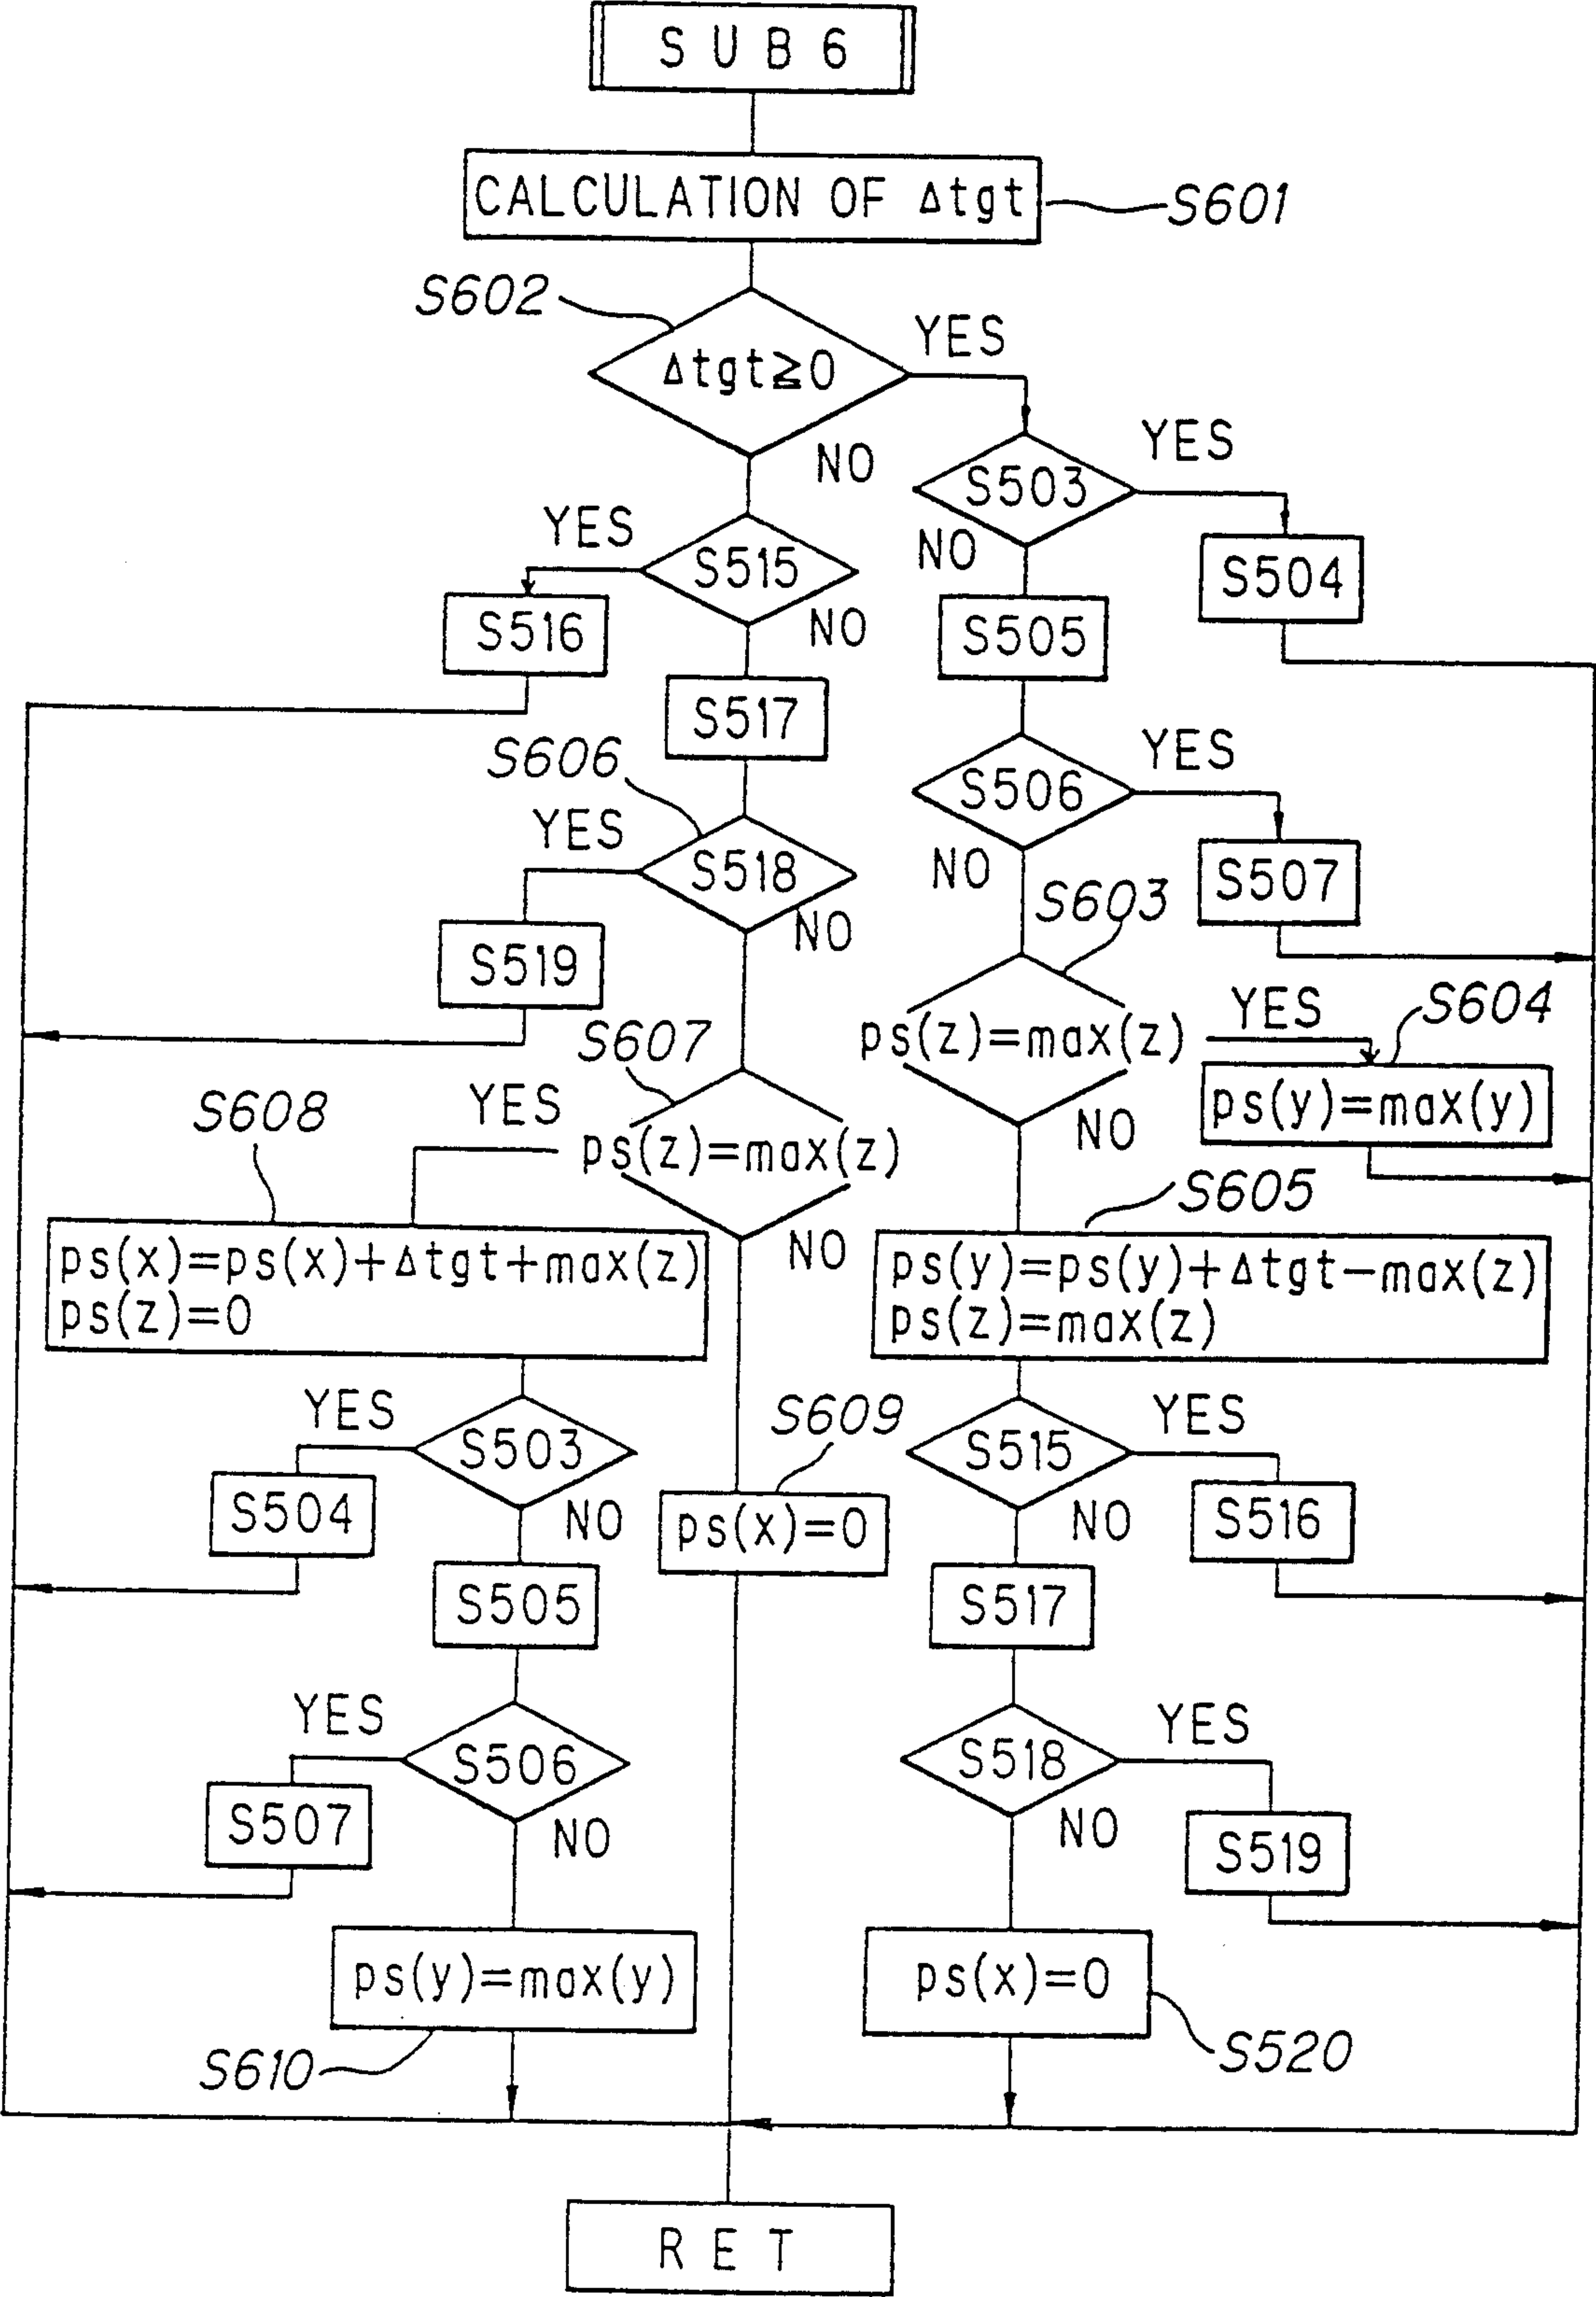 SUB6
CALCULATION OF Δtgt
S601
S602
Δtgt≧0
YES
NO
S503
YES
NO
S504
S515
YES
NO
S516
S505
S517
S506
YES
NO
S507
S606
S518
YES
NO
S519
S603
ps(z)=max(z)
YES
NO
S604
ps(y)=max(y)
S607
ps(z)=max(z)
YES
NO
S608
ps(x)=ps(x)+Δtgt+max(z)
ps(z)=0
S605
ps(y)=ps(y)+Δtgt-max(z)
ps(z)=max(z)
S503
YES
NO
S504
S609
ps(x)=0
S515
YES
NO
S516
S505
S517
S506
YES
NO
S507
S518
YES
NO
S519
ps(y)=max(y)
S610
ps(x)=0
S520
RET